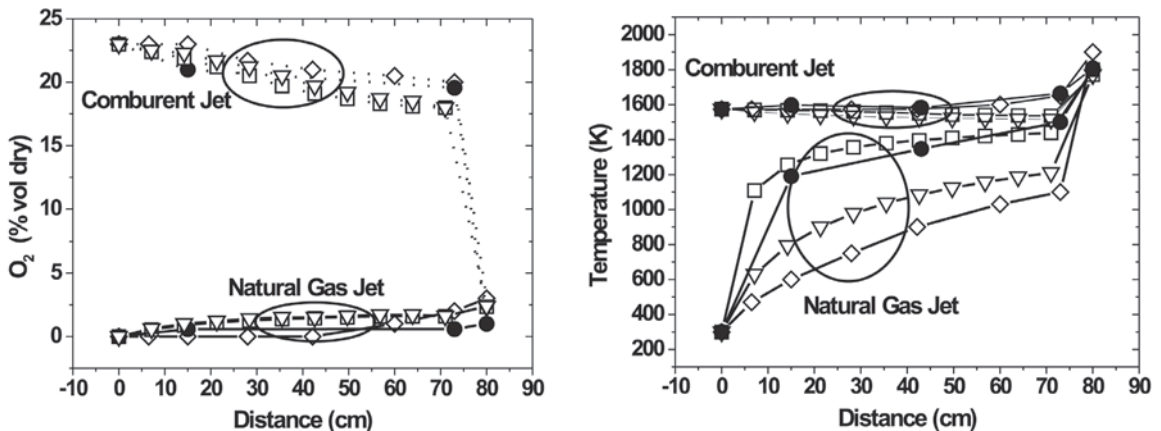 25
20
15
10
5
0
O2 (% vol dry)
Comburent Jet
Natural Gas Jet
-10 0 10 20 30 40 50 60 70 80 90
Distance (cm)
2000
1800
1600
1400
1200
1000
800
600
400
200
Temperature (K)
Comburent Jet
Natural Gas Jet
-10 0 10 20 30 40 50 60 70 80 90
Distance (cm)